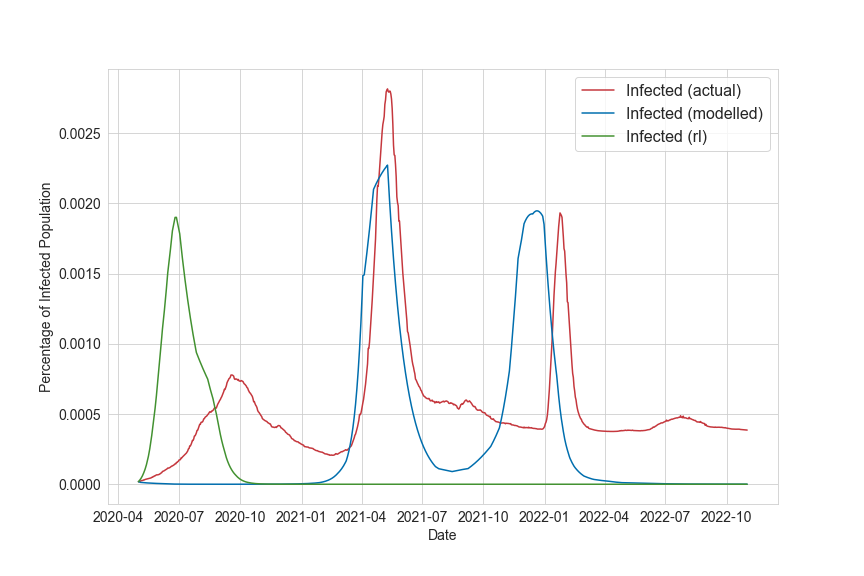 Infected (actual)
Infected (modelled)
Infected (rl)
Percentage of Infected Population
0.0025
0.0020
0.0015
0.0010
0.0005
0.0000
2020-04 2020-07 2020-10 2021-01 2021-04 2021-07 2021-10 2022-01 2022-04 2022-07 2022-10
Date